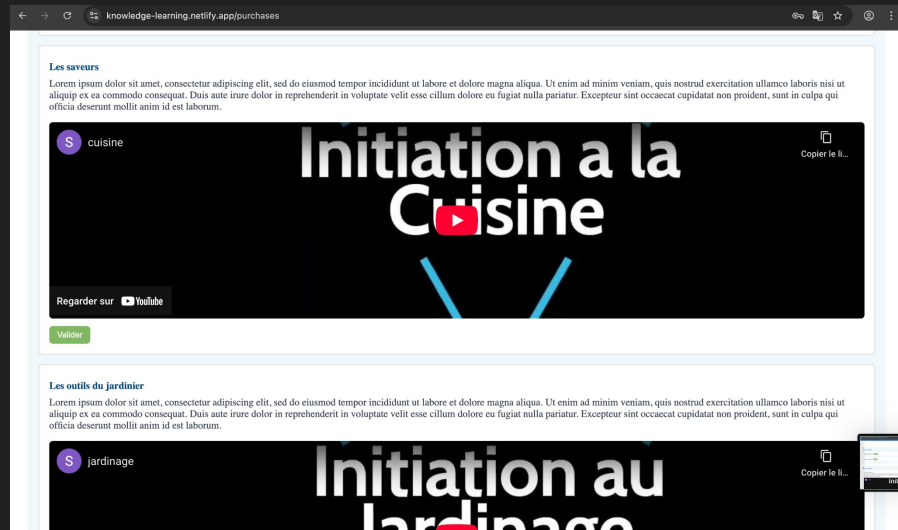 knowledge-learning.netlify.app/purchases
Les saveurs
Lorem ipsum dolor sit amet, consectetur adipiscing elit, sed do eiusmod tempor incididunt ut labore et dolore magna aliqua. Ut enim ad minim veniam, quis nostrud exercitation ullamco laboris nisi ut
aliquip ex ea commodo consequat. Duis aute irure dolor in reprehenderit in voluptate velit esse cillum dolore eu fugiat nulla pariatur. Excepteur sint occaecat cupidatat non proident, sunt in culpa qui
officia deserunt mollit anim id est laborum.
S cuisine
Copier le li...
Initiation a la
Cuisine
Regarder sur YouTube
Valider
Les outils du jardinier
Lorem ipsum dolor sit amet, consectetur adipiscing elit, sed do eiusmod tempor incididunt ut labore et dolore magna aliqua. Ut enim ad minim veniam, quis nostrud exercitation ullamco laboris nisi ut
aliquip ex ea commodo consequat. Duis aute irure dolor in reprehenderit in voluptate velit esse cillum dolore eu fugiat nulla pariatur. Excepteur sint occaecat cupidatat non proident, sunt in culpa qui
officia deserunt mollit anim id est laborum.
S jardinage
Copier le li...
Initiation au
Jardinage